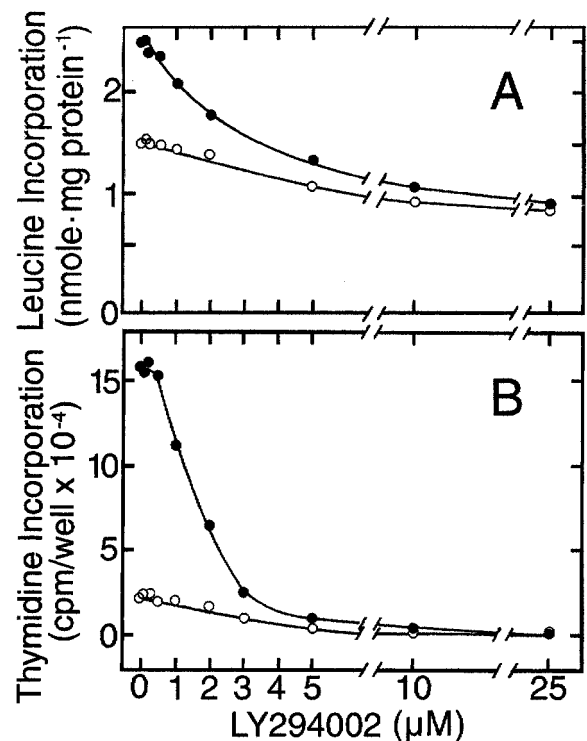 Leucine Incorporation
(nmole·mg protein⁻¹)
2
1
0
A
Thymidine Incorporation
(cpm/well x 10⁻⁴)
15
10
5
0
B
0 1 2 3 4 5 10 25
LY294002 (μM)